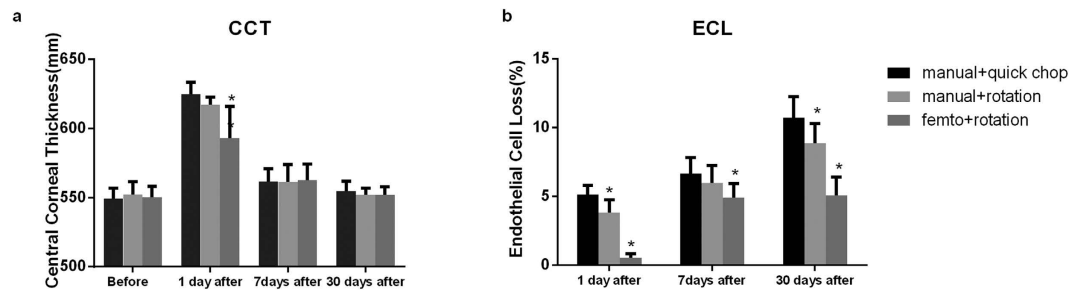 a
CCT
Central Corneal Thickness(mm)
650
600
550
500
*
*
Before
1 day after
7days after
30 days after
b
ECL
Endothelial Cell Loss(%)
15
10
5
0
*
*
*
*
*
1 day after
7days after
30 days after
manual+quick chop
manual+rotation
femto+rotation